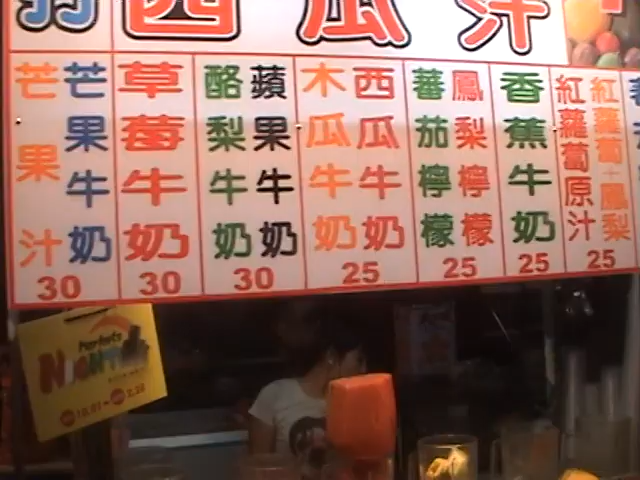 西瓜汁
芒果汁
芒果牛奶
30
草莓牛奶
30
酪梨牛奶
蘋果牛奶
30
木瓜牛奶
西瓜牛奶
25
蕃茄檸檬
鳳梨檸檬
25
香蕉牛奶
25
紅蘿蔔原汁
紅蘿蔔+鳳梨
25